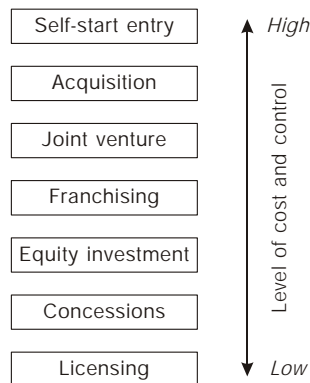 Self-start entry
High
Acquisition
Joint venture
Franchising
Equity investment
Concessions
Licensing
Low
Level of cost and control